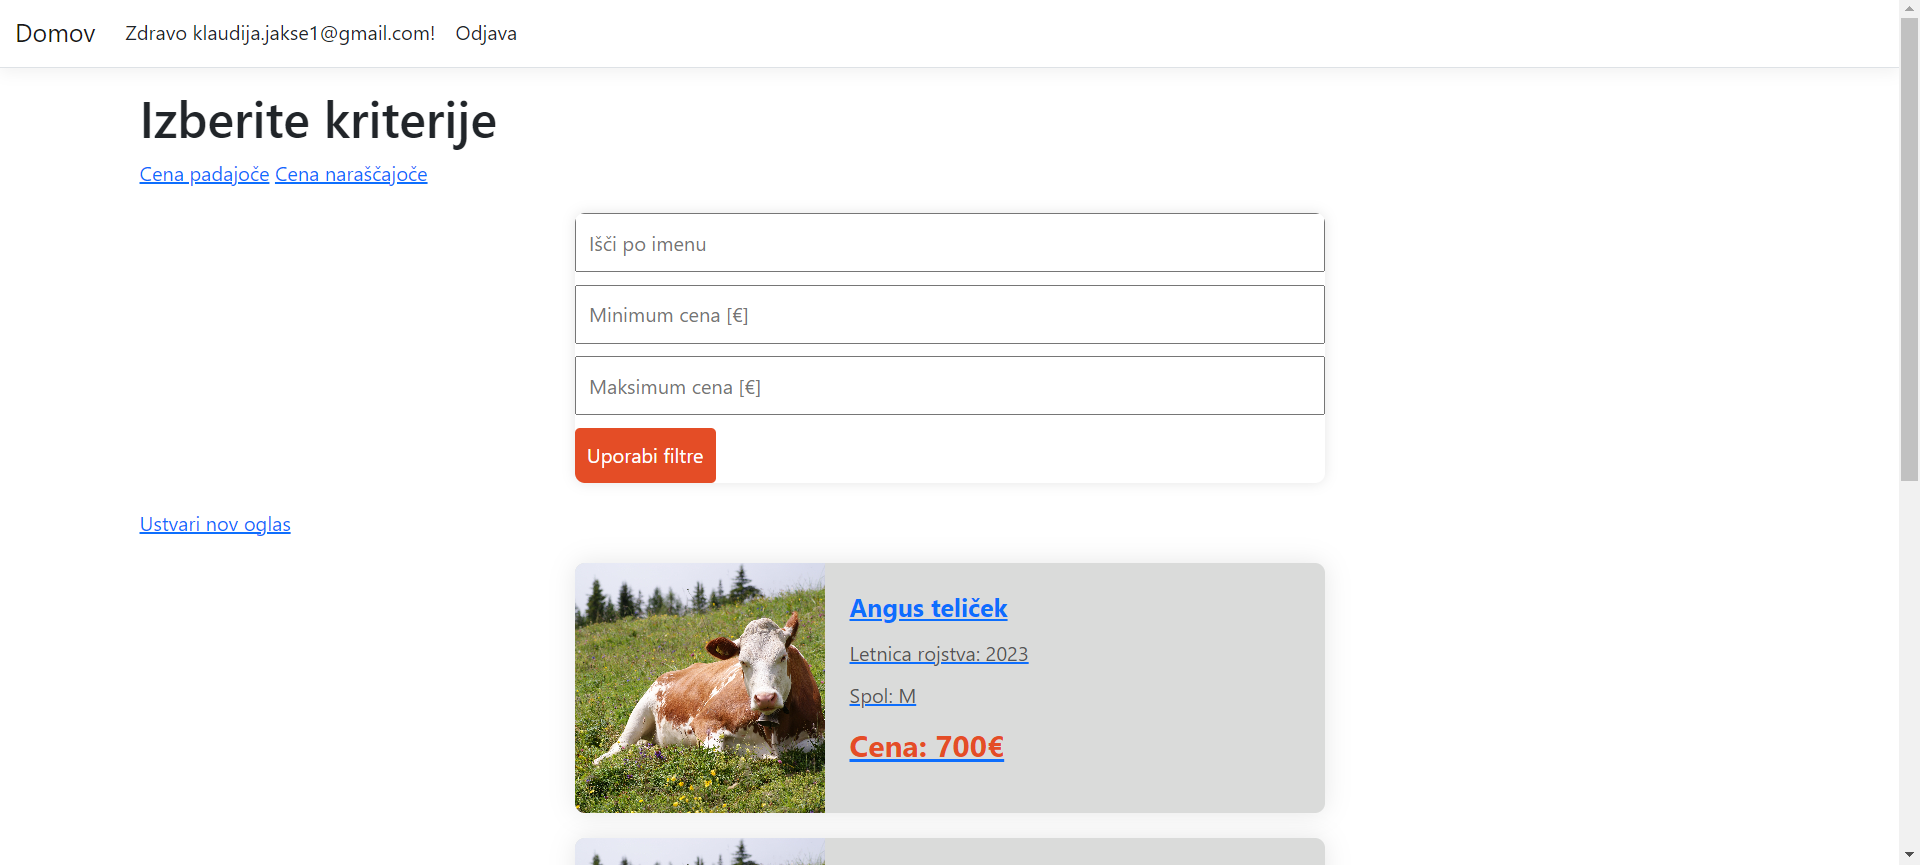 Domov Zdravo klaudija.jakse1@gmail.com! Odjava
Izberite kriterije
Cena padajoče Cena naraščajoče
Išči po imenu
Minimum cena [€]
Maksimum cena [€]
Uporabi filtre
Ustvari nov oglas
Angus teliček
Letnica rojstva: 2023
Spol: M
Cena: 700€